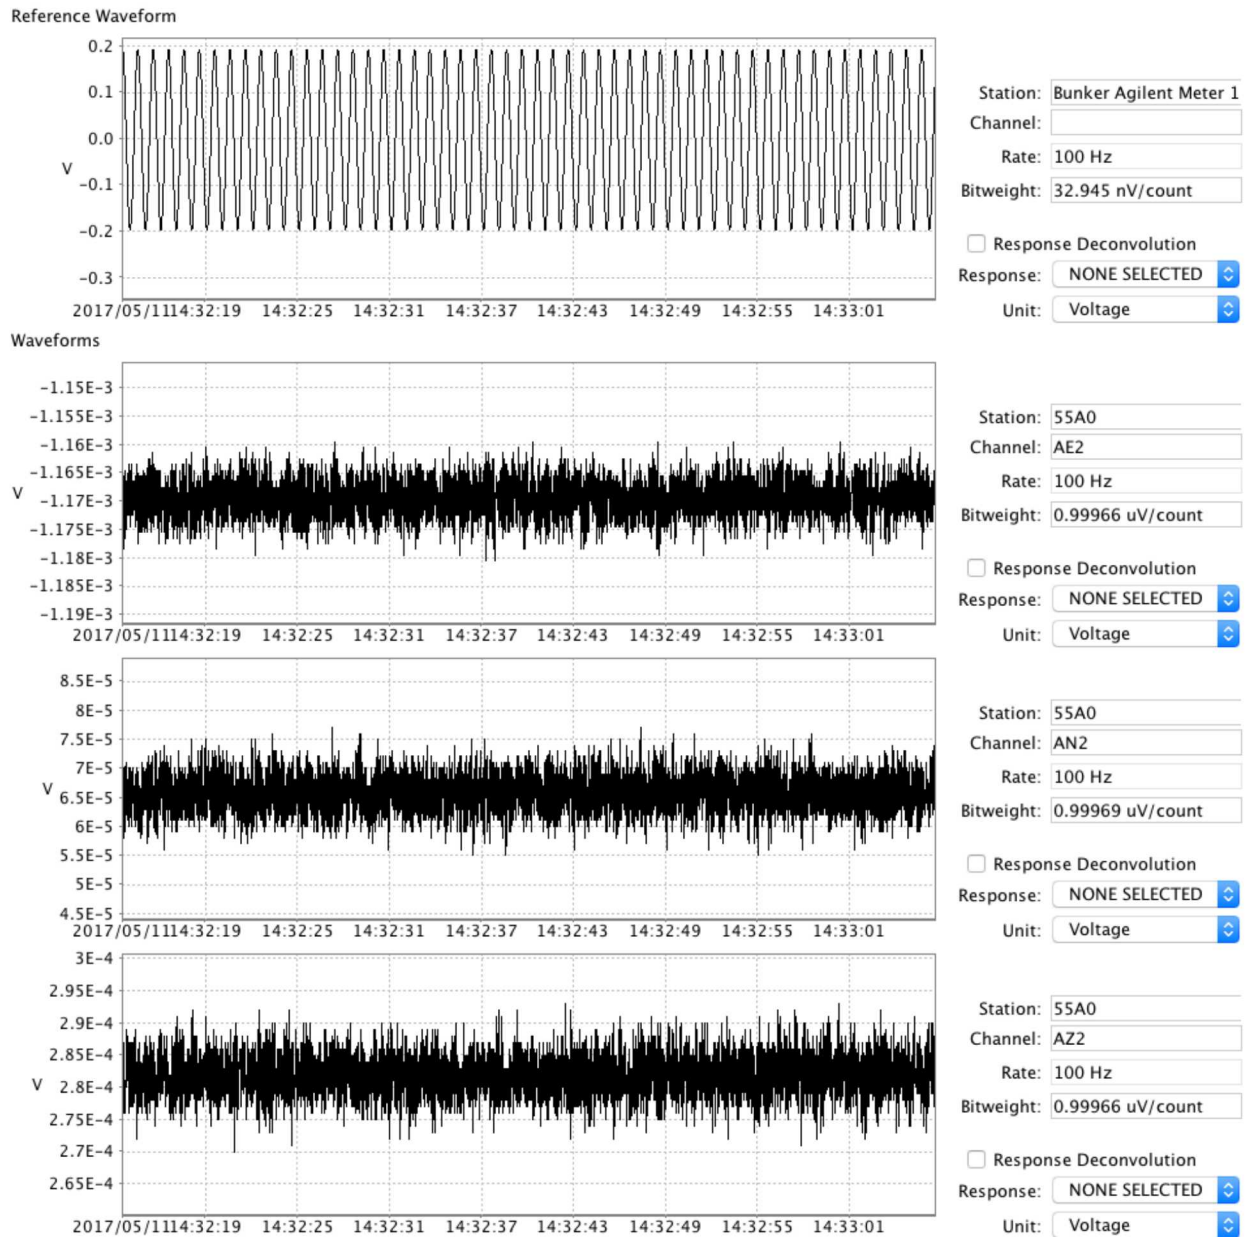 Reference Waveform
0.2
0.1
0.0
V
-0.1
-0.2
-0.3
2017/05/1114:32:19 14:32:25 14:32:31 14:32:37 14:32:43 14:32:49 14:32:55 14:33:01
Station: Bunker Agilent Meter 1
Channel:
Rate: 100 Hz
Bitweight: 32.945 nV/count
Response Deconvolution
Response: NONE SELECTED
Unit: Voltage
Waveforms
-1.15E-3
-1.155E-3
-1.16E-3
-1.165E-3
V
-1.17E-3
-1.175E-3
-1.18E-3
-1.185E-3
-1.19E-3
2017/05/1114:32:19 14:32:25 14:32:31 14:32:37 14:32:43 14:32:49 14:32:55 14:33:01
Station: 55A0
Channel: AE2
Rate: 100 Hz
Bitweight: 0.99966 uV/count
Response Deconvolution
Response: NONE SELECTED
Unit: Voltage
8.5E-5
8E-5
7.5E-5
7E-5
V
6.5E-5
6E-5
5.5E-5
5E-5
4.5E-5
2017/05/1114:32:19 14:32:25 14:32:31 14:32:37 14:32:43 14:32:49 14:32:55 14:33:01
Station: 55A0
Channel: AN2
Rate: 100 Hz
Bitweight: 0.99969 uV/count
Response Deconvolution
Response: NONE SELECTED
Unit: Voltage
3E-4
2.95E-4
2.9E-4
2.85E-4
V
2.8E-4
2.75E-4
2.7E-4
2.65E-4
2017/05/1114:32:19 14:32:25 14:32:31 14:32:37 14:32:43 14:32:49 14:32:55 14:33:01
Station: 55A0
Channel: AZ2
Rate: 100 Hz
Bitweight: 0.99966 uV/count
Response Deconvolution
Response: NONE SELECTED
Unit: Voltage